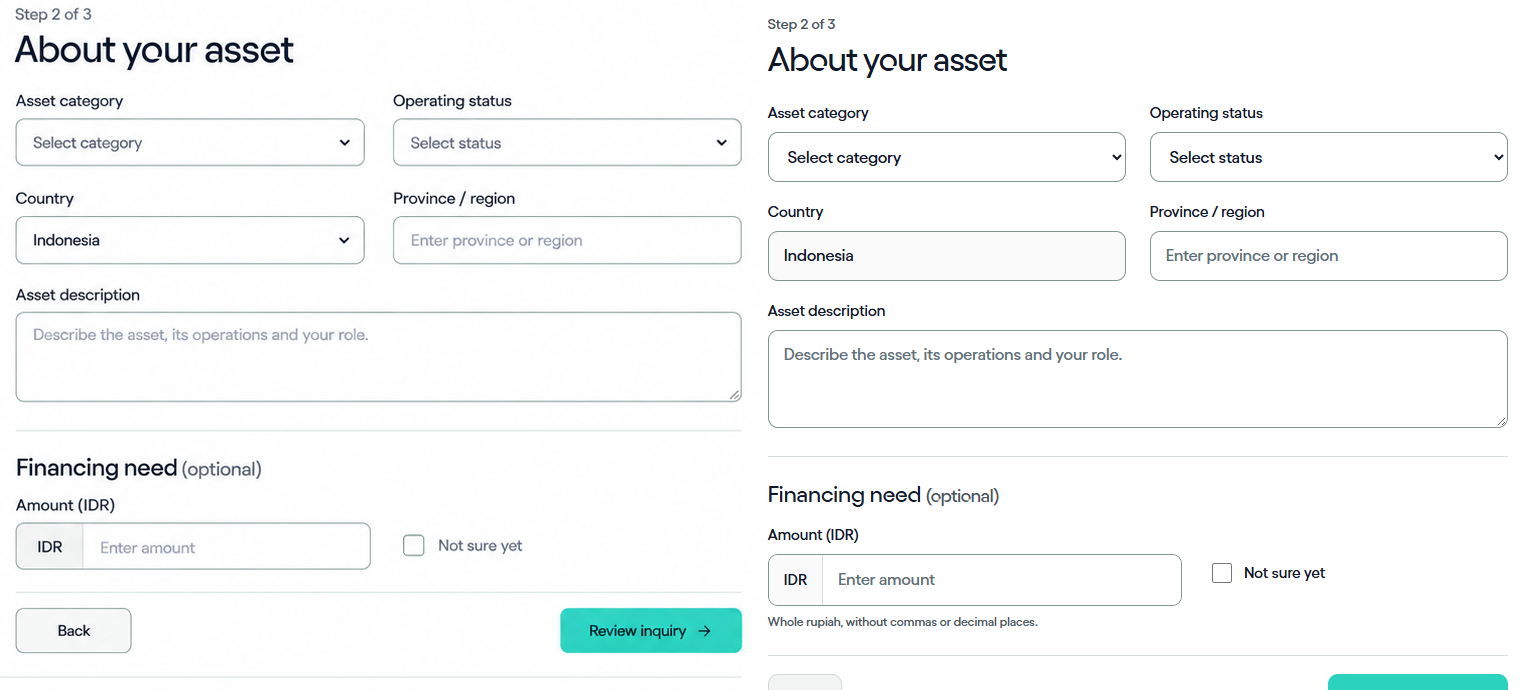 Step 2 of 3
About your asset
Asset category
Operating status
Select category
Select status
Country
Province / region
Indonesia
Enter province or region
Asset description
Describe the asset, its operations and your role.
Financing need (optional)
Amount (IDR)
IDR
Enter amount
Not sure yet
Back
Review inquiry →
Step 2 of 3
About your asset
Asset category
Operating status
Select category
Select status
Country
Province / region
Indonesia
Enter province or region
Asset description
Describe the asset, its operations and your role.
Financing need (optional)
Amount (IDR)
IDR
Enter amount
Not sure yet
Whole rupiah, without commas or decimal places.